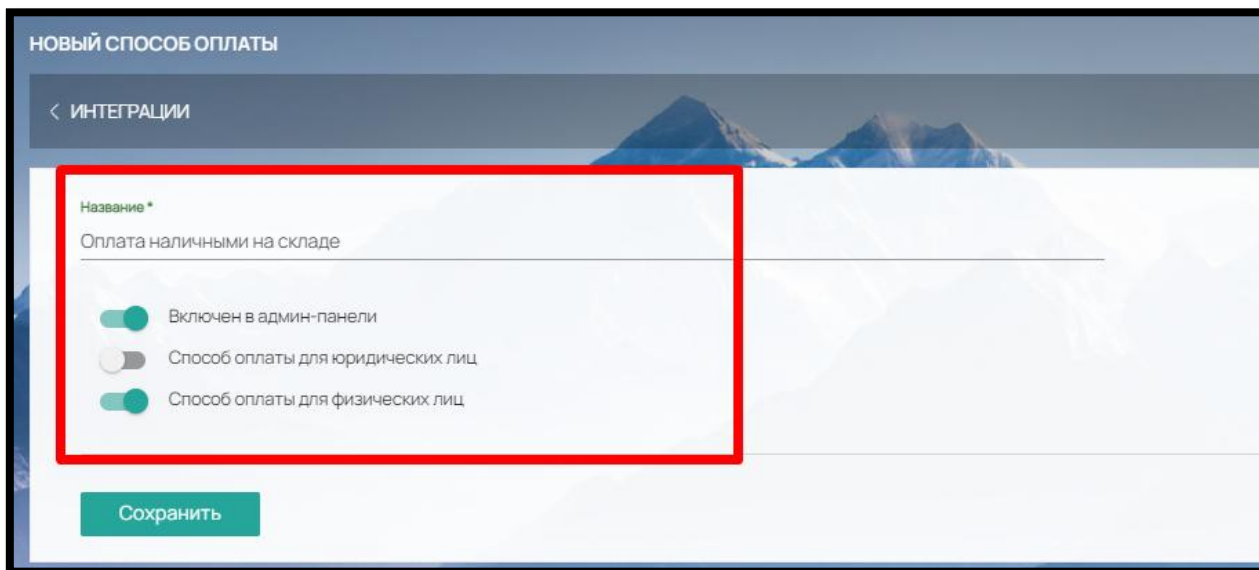 НОВЫЙ СПОСОБ ОПЛАТЫ
< ИНТЕГРАЦИИ
Название *
Оплата наличными на складе
Включен в админ-панели
Способ оплаты для юридических лиц
Способ оплаты для физических лиц
Сохранить